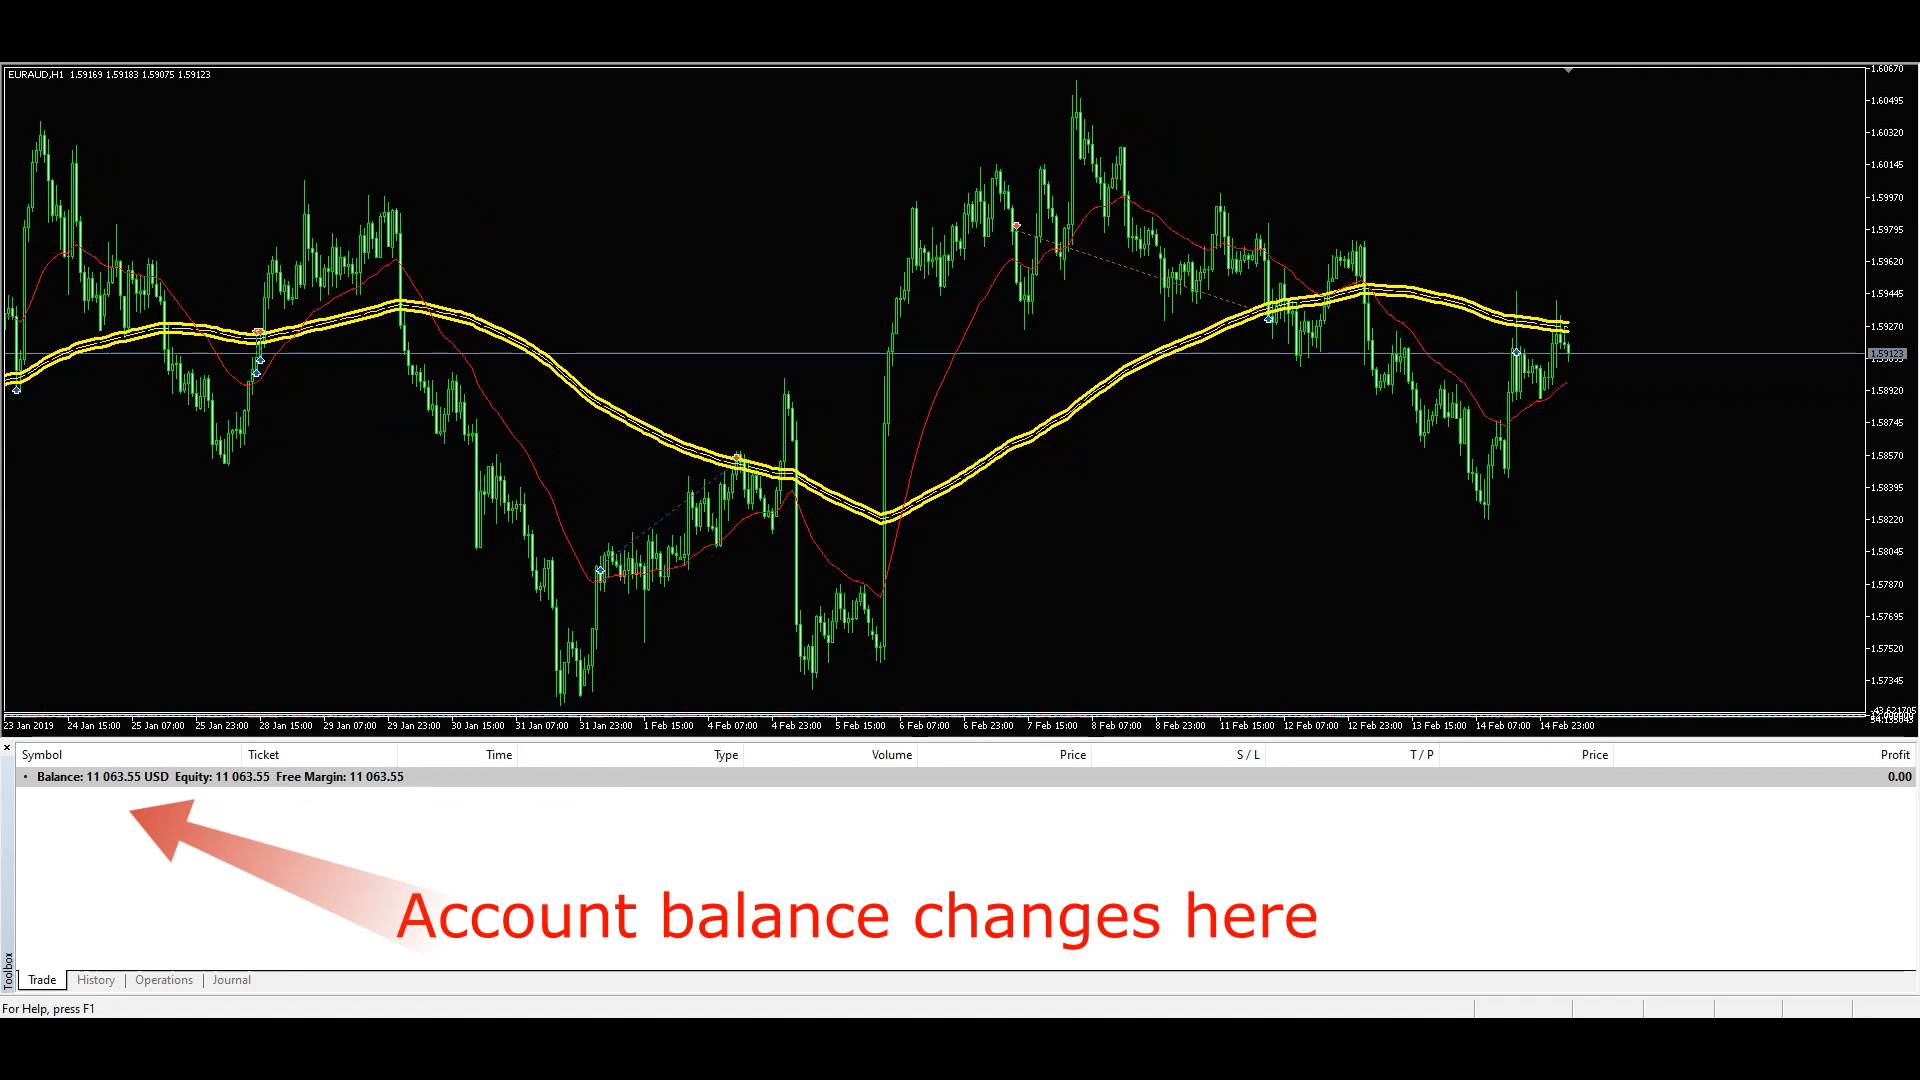 EURAUD,H1 1.59169 1.59183 1.59075 1.59123
1.60670
1.60495
1.60320
1.60145
1.59970
1.59795
1.59620
1.59445
1.59270
1.59123
1.58920
1.58745
1.58570
1.58395
1.58220
1.58045
1.57870
1.57695
1.57520
1.57345
23 Jan 2019 24 Jan 15:00 25 Jan 07:00 25 Jan 23:00 28 Jan 15:00 29 Jan 07:00 29 Jan 23:00 30 Jan 15:00 31 Jan 07:00 31 Jan 23:00 1 Feb 15:00 4 Feb 07:00 4 Feb 23:00 5 Feb 15:00 6 Feb 07:00 6 Feb 23:00 7 Feb 15:00 8 Feb 07:00 8 Feb 23:00 11 Feb 15:00 12 Feb 07:00 12 Feb 23:00 13 Feb 15:00 14 Feb 07:00 14 Feb 23:00
Symbol Ticket Time Type Volume Price S / L T / P Price Profit
• Balance: 11 063.55 USD Equity: 11 063.55 Free Margin: 11 063.55 0.00
Account balance changes here
Toolbox
Trade History Operations Journal
For Help, press F1